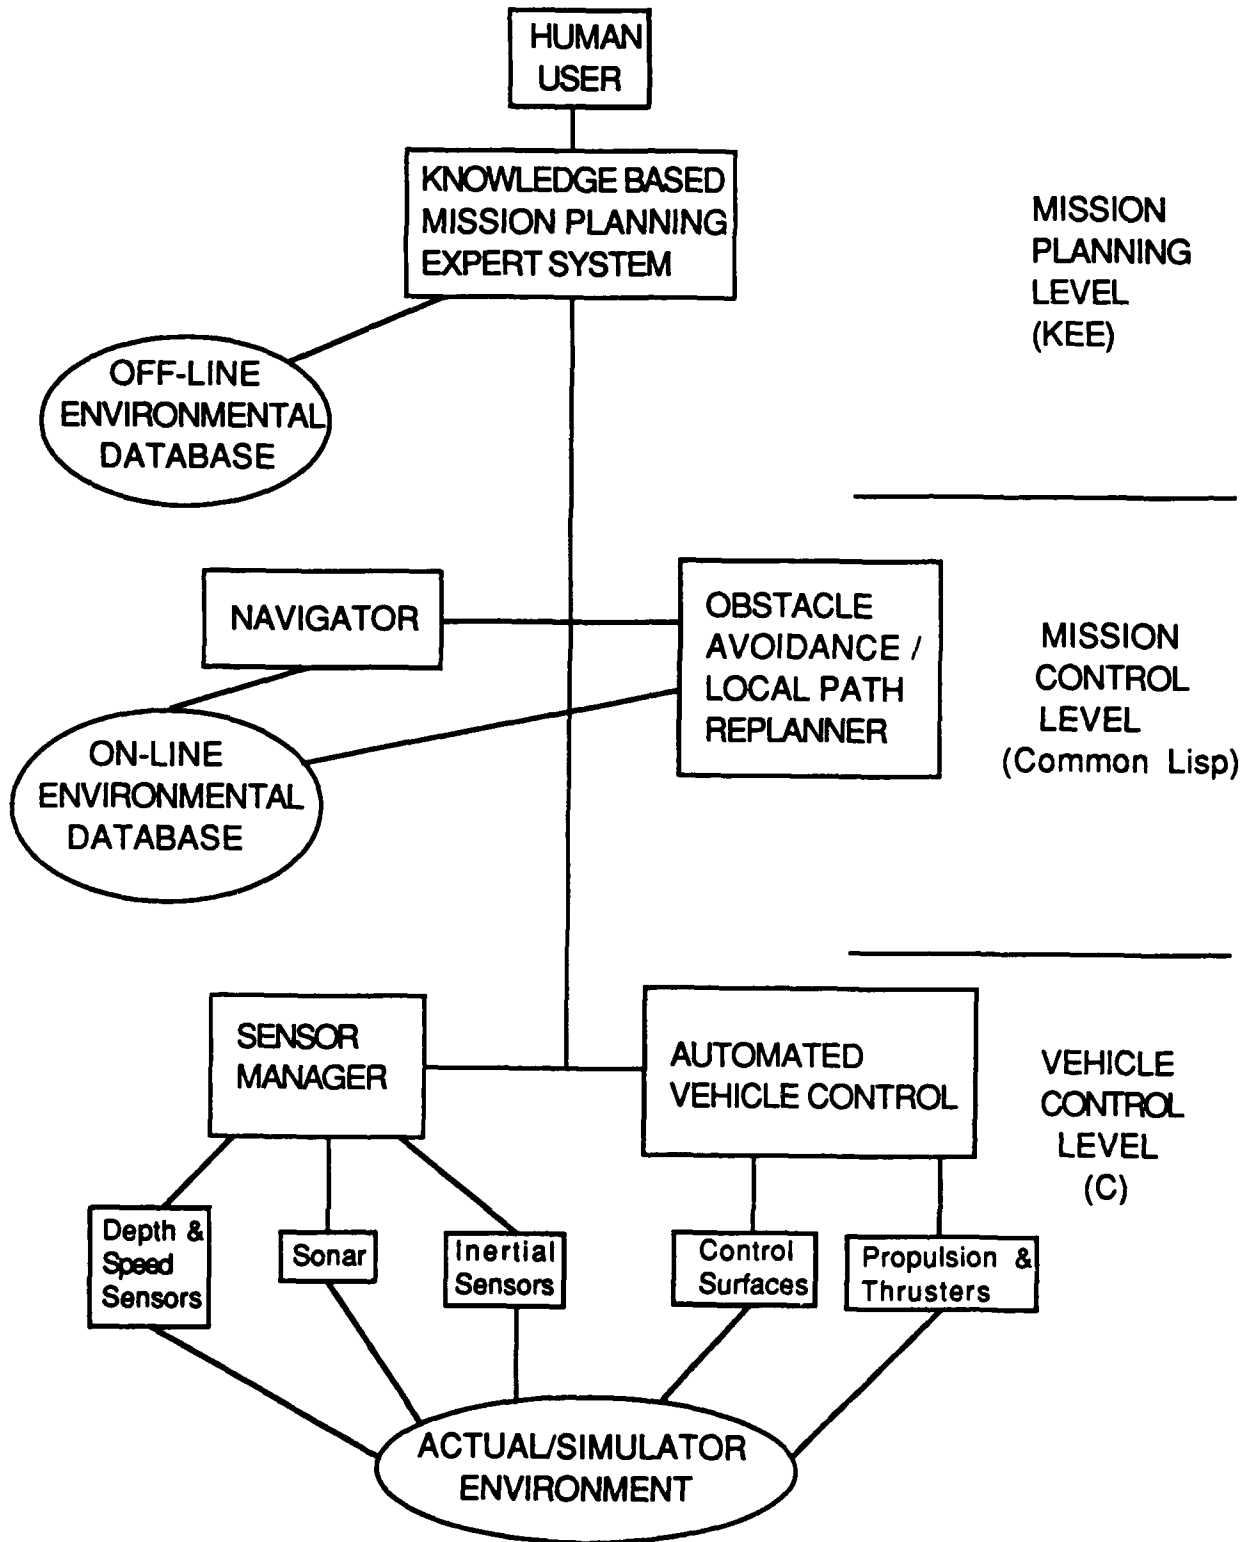 HUMAN
USER
KNOWLEDGE BASED
MISSION PLANNING
EXPERT SYSTEM
MISSION
PLANNING
LEVEL
(KEE)
OFF-LINE
ENVIRONMENTAL
DATABASE
NAVIGATOR
OBSTACLE
AVOIDANCE /
LOCAL PATH
REPLANNER
MISSION
CONTROL
LEVEL
(Common Lisp)
ON-LINE
ENVIRONMENTAL
DATABASE
SENSOR
MANAGER
AUTOMATED
VEHICLE CONTROL
VEHICLE
CONTROL
LEVEL
(C)
Depth &
Speed
Sensors
Sonar
Inertial
Sensors
Control
Surfaces
Propulsion &
Thrusters
ACTUAL/SIMULATOR
ENVIRONMENT